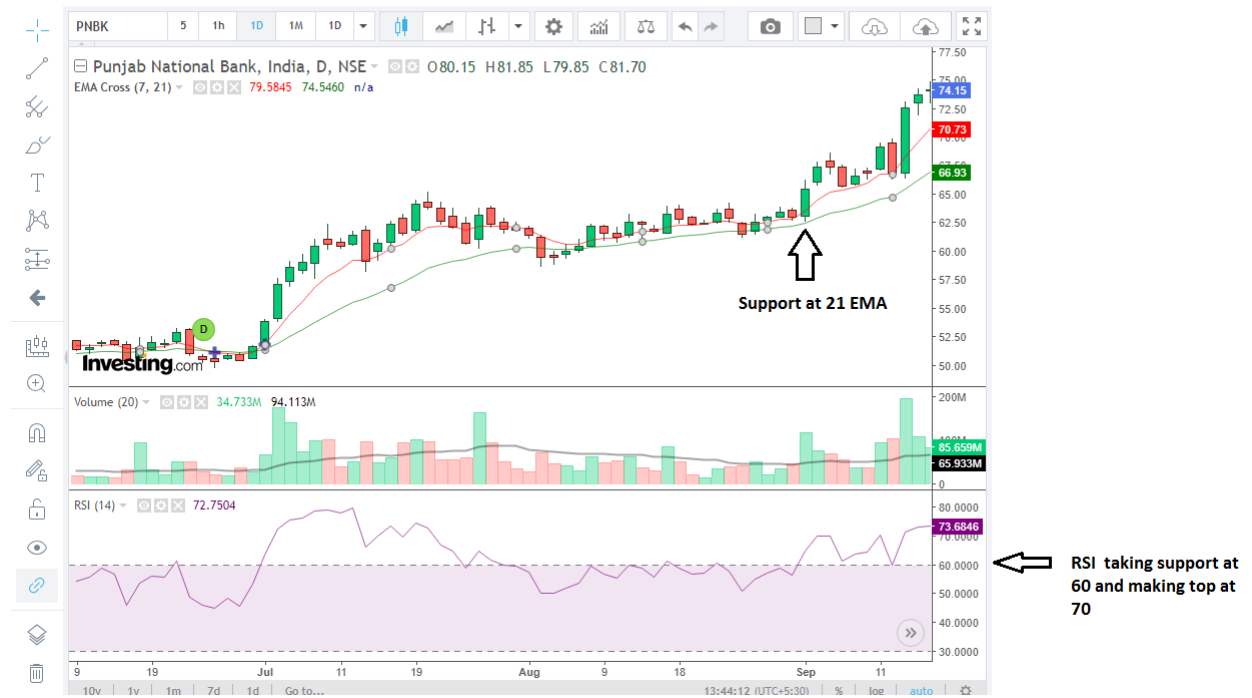 PNBK 5 1h 1D 1M 1D
Punjab National Bank, India, D, NSE O80.15 H81.85 L79.85 C81.70
EMA Cross (7, 21) 79.5845 74.5460 n/a
77.50
75.00
74.15
72.50
70.73
70.00
67.50
66.93
65.00
62.50
60.00
57.50
55.00
52.50
50.00
Support at 21 EMA
D
Investing.com
Volume (20) 34.733M 94.113M
200M
100M
85.659M
65.933M
0
RSI (14) 72.7504
80.0000
73.6846
70.0000
60.0000
50.0000
40.0000
30.0000
RSI taking support at
60 and making top at
70
9 19 Jul 11 19 Aug 9 18 Sep 11
10y 1y 1m 7d 1d Go to... 13:44:12 (UTC+5:30) % log auto